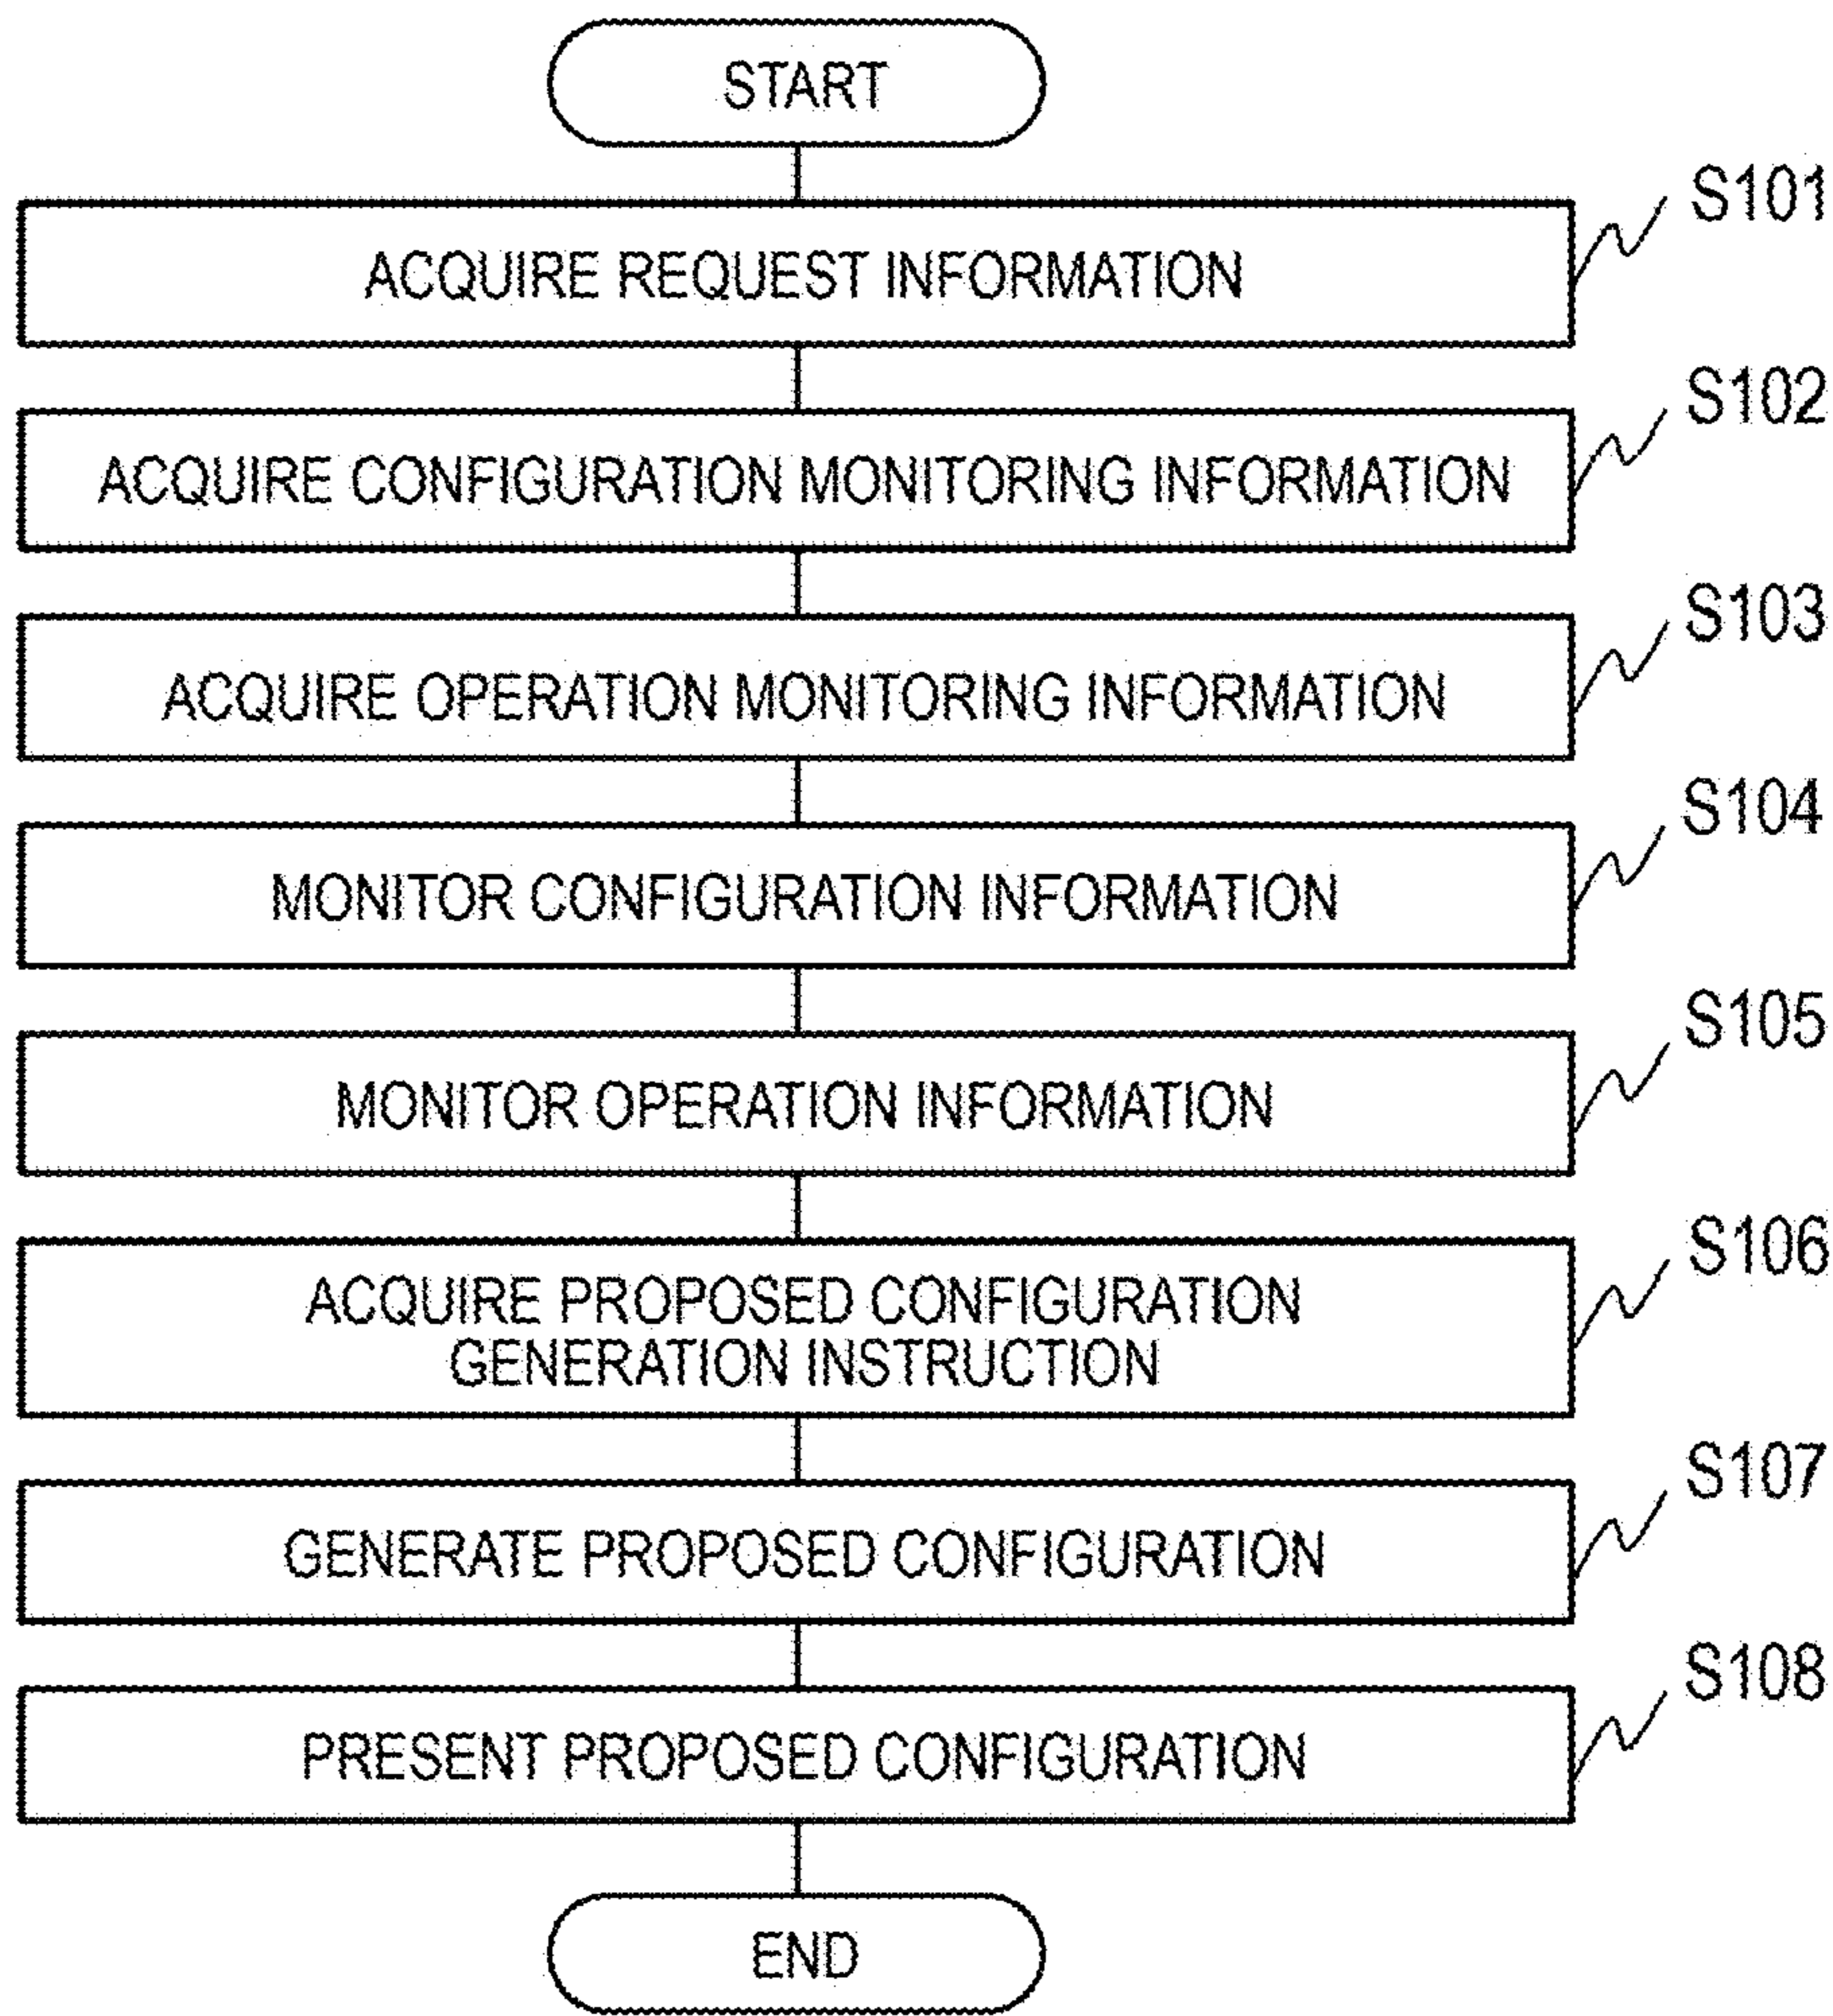 START
S101
ACQUIRE REQUEST INFORMATION
S102
ACQUIRE CONFIGURATION MONITORING INFORMATION
S103
ACQUIRE OPERATION MONITORING INFORMATION
S104
MONITOR CONFIGURATION INFORMATION
S105
MONITOR OPERATION INFORMATION
S106
ACQUIRE PROPOSED CONFIGURATION
GENERATION INSTRUCTION
S107
GENERATE PROPOSED CONFIGURATION
S108
PRESENT PROPOSED CONFIGURATION
END